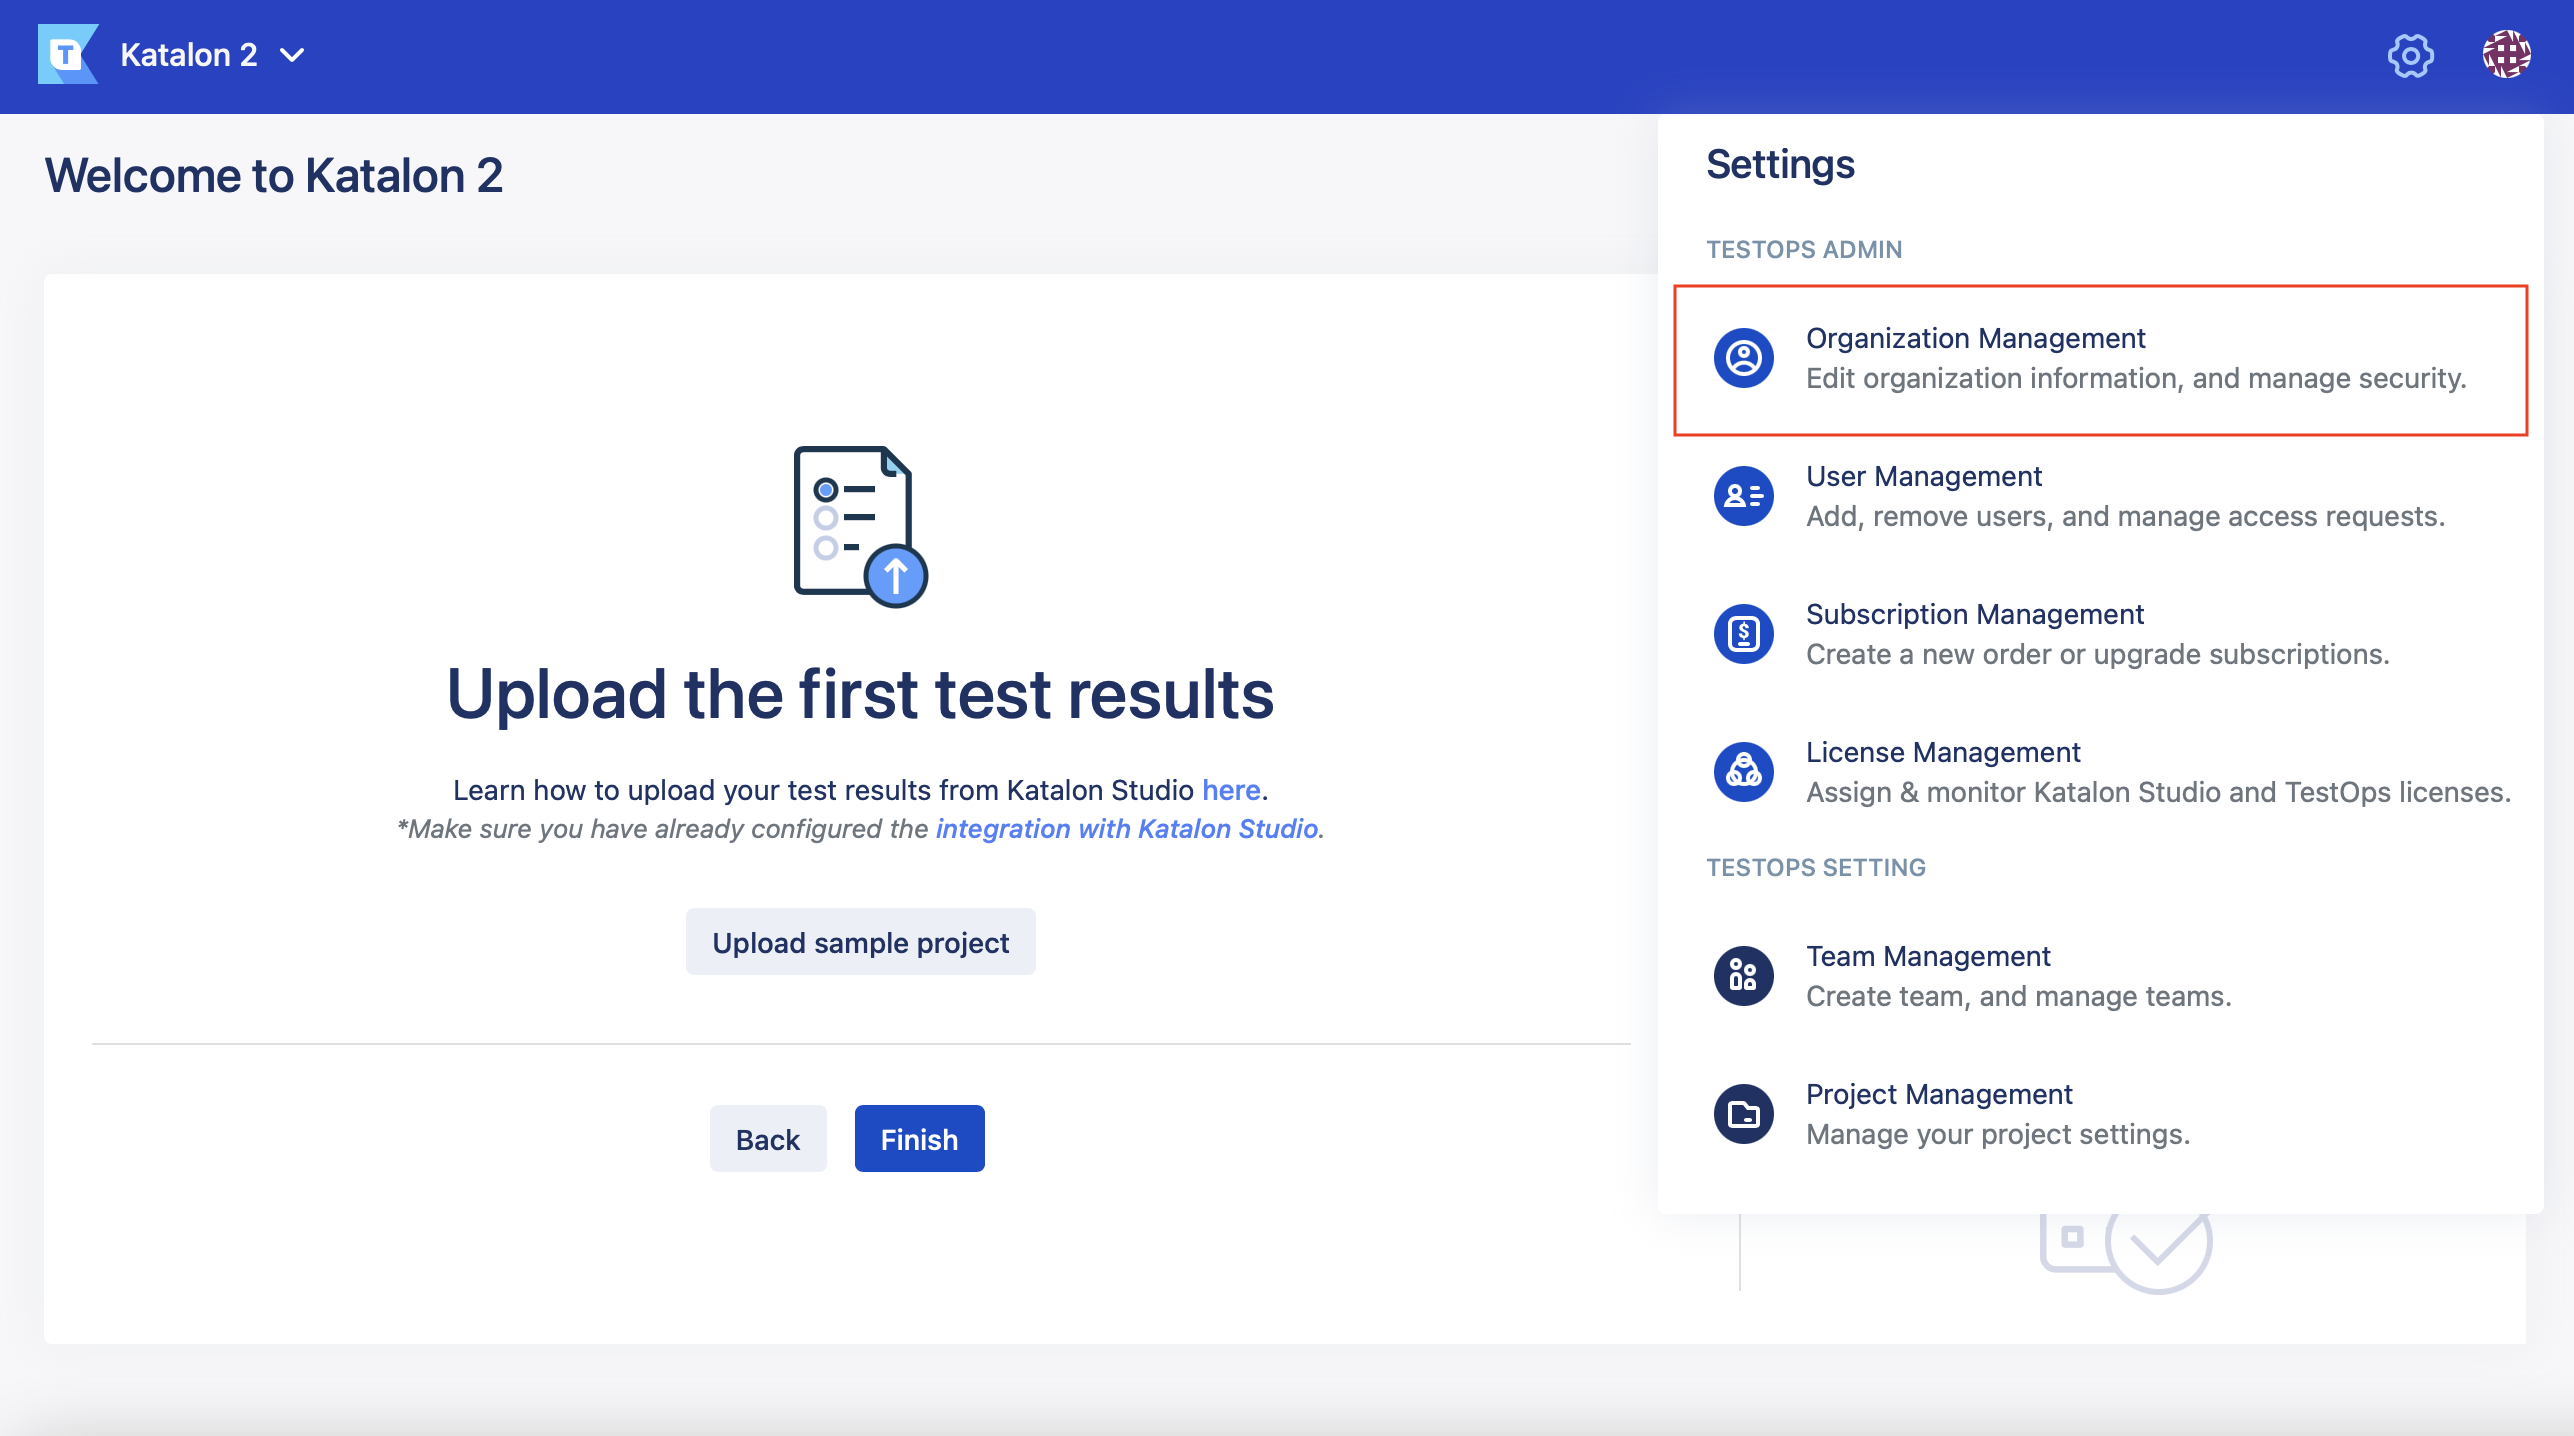 T
Katalon 2
Welcome to Katalon 2
Upload the first test results
Learn how to upload your test results from Katalon Studio here.
*Make sure you have already configured the integration with Katalon Studio.
Upload sample project
Back
Finish
Settings
TESTOPS ADMIN
Organization Management
Edit organization information, and manage security.
User Management
Add, remove users, and manage access requests.
$
Subscription Management
Create a new order or upgrade subscriptions.
License Management
Assign & monitor Katalon Studio and TestOps licenses.
TESTOPS SETTING
Team Management
Create team, and manage teams.
Project Management
Manage your project settings.